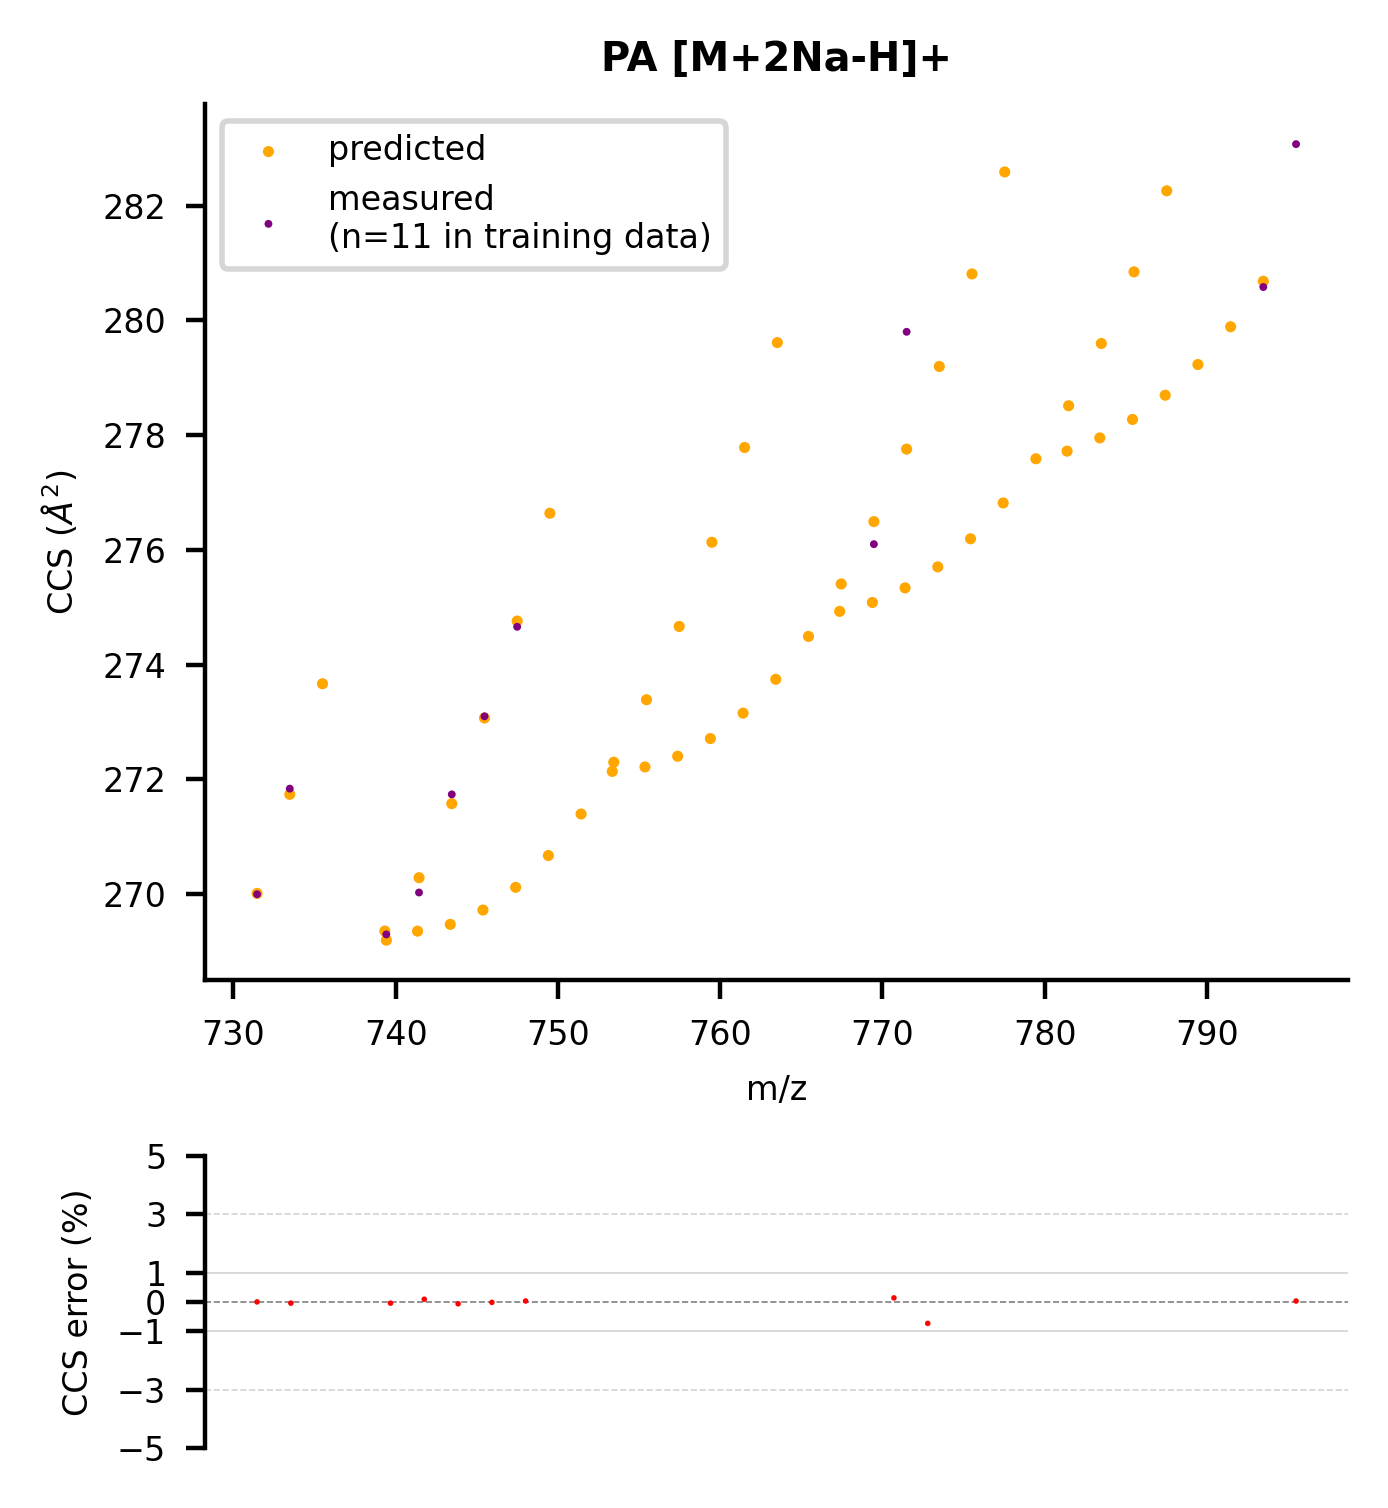 PA [M+2Na-H]+
predicted
measured
(n=11 in training data)
282
280
278
276
274
272
270
CCS (Å²)
730 740 750 760 770 780 790
m/z
5
3
1
0
−1
−3
−5
CCS error (%)